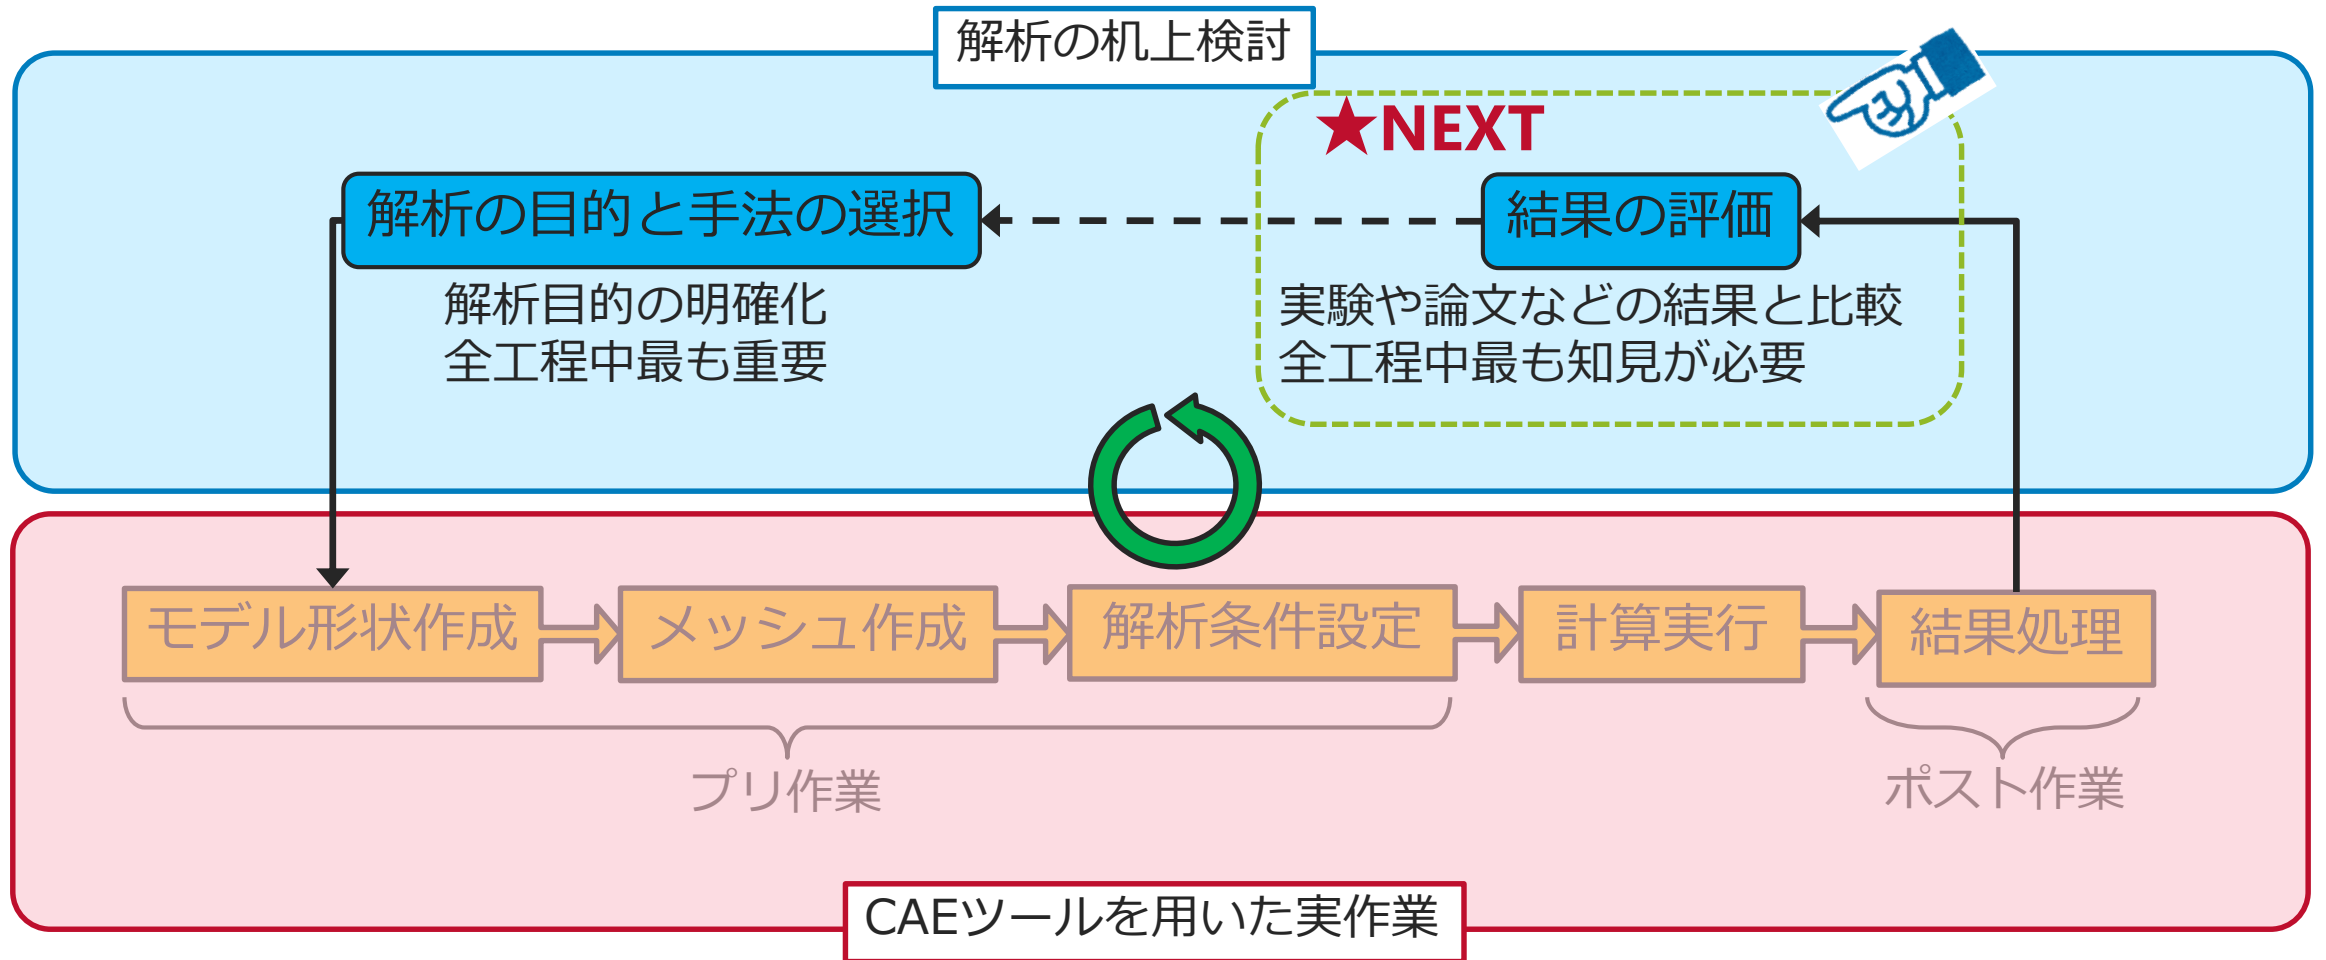 解析の机上検討
★NEXT
解析の目的と手法の選択
結果の評価
解析目的の明確化
全工程中最も重要
実験や論文などの結果と比較
全工程中最も知見が必要
モデル形状作成
メッシュ作成
解析条件設定
計算実行
結果処理
プリ作業
ポスト作業
CAEツールを用いた実作業